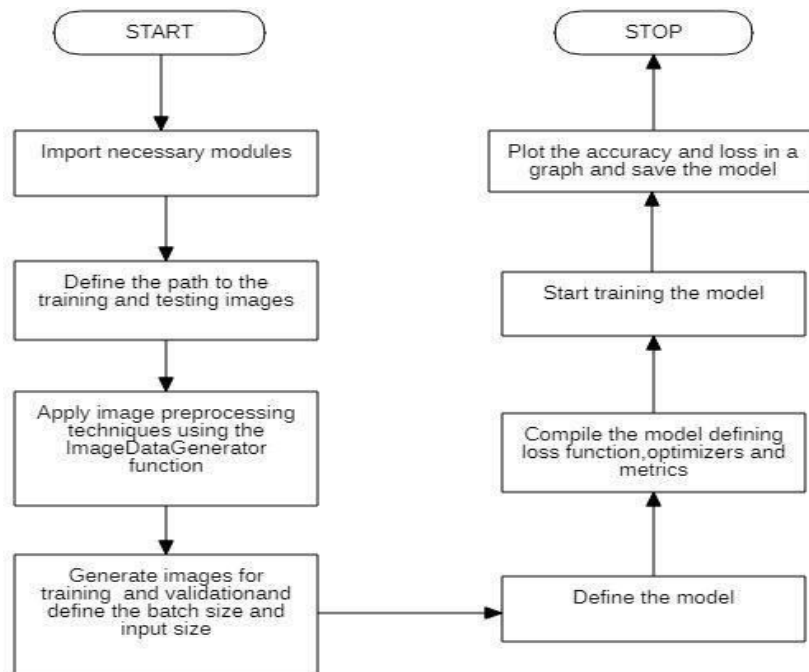 START
Import necessary modules
Define the path to the
training and testing images
Apply image preprocessing
techniques using the
ImageDataGenerator
function
Generate images for
training and validationand
define the batch size and
input size
Define the model
Compile the model defining
loss function,optimizers and
metrics
Start training the model
Plot the accuracy and loss in a
graph and save the model
STOP